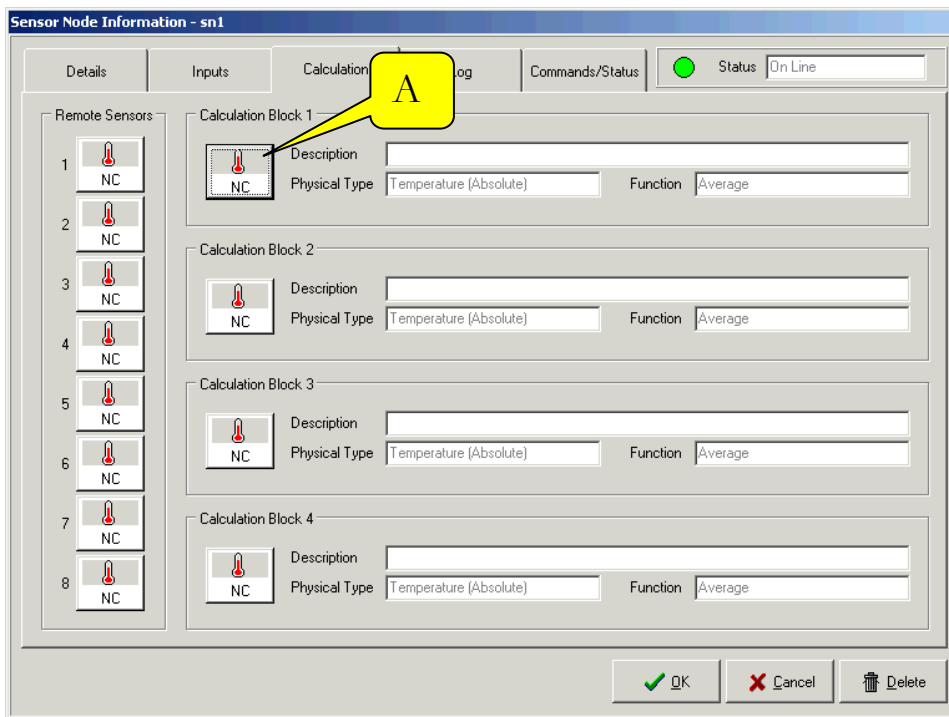 Sensor Node Information - sn1
Details Inputs Calculation Log Commands/Status Status On Line
A
Remote Sensors
1 NC
2 NC
3 NC
4 NC
5 NC
6 NC
7 NC
8 NC
Calculation Block 1
NC
Description
Physical Type Temperature (Absolute) Function Average
Calculation Block 2
NC
Description
Physical Type Temperature (Absolute) Function Average
Calculation Block 3
NC
Description
Physical Type Temperature (Absolute) Function Average
Calculation Block 4
NC
Description
Physical Type Temperature (Absolute) Function Average
OK Cancel Delete